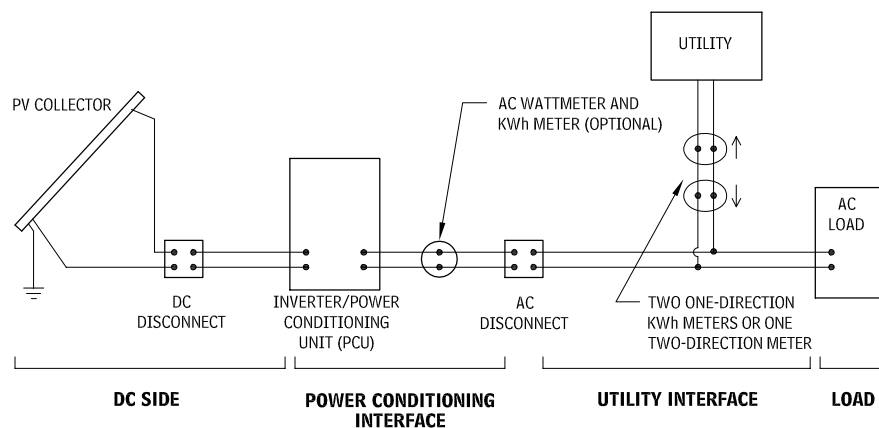 UTILITY
PV COLLECTOR
AC WATTMETER AND
KWh METER (OPTIONAL)
AC
LOAD
DC
DISCONNECT
INVERTER/POWER
CONDITIONING
UNIT (PCU)
AC
DISCONNECT
TWO ONE-DIRECTION
KWh METERS OR ONE
TWO-DIRECTION METER
DC SIDE
POWER CONDITIONING
INTERFACE
UTILITY INTERFACE
LOAD